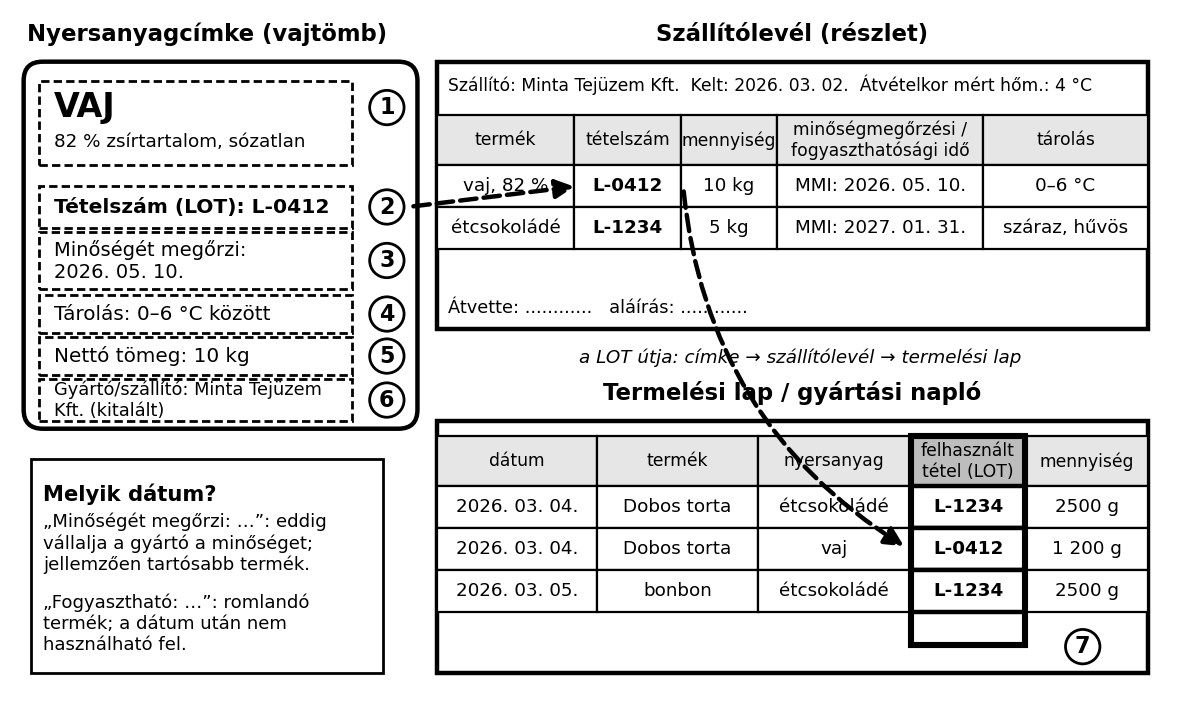 Nyersanyagcímke (vajtömb)
VAJ
82 % zsírtartalom, sózatlan
1
Tételszám (LOT): L-0412
2
Minőségét megőrzi:
2026. 05. 10.
3
Tárolás: 0–6 °C között
4
Nettó tömeg: 10 kg
5
Gyártó/szállító: Minta Tejüzem
Kft. (kitalált)
6
Melyik dátum?
„Minőségét megőrzi: ...”: eddig
vállalja a gyártó a minőséget;
jellemzően tartósabb termék.
„Fogyasztható: ...”: romlandó
termék; a dátum után nem
használható fel.
Szállítólevél (részlet)
Szállító: Minta Tejüzem Kft.  Kelt: 2026. 03. 02.  Átvételkor mért hőm.: 4 °C
termék tételszám mennyiség minőségmegőrzési / fogyaszthatósági idő tárolás
vaj, 82 % L-0412 10 kg MMI: 2026. 05. 10. 0–6 °C
étcsokoládé L-1234 5 kg MMI: 2027. 01. 31. száraz, hűvös
Átvette: ............   aláírás: ............
a LOT útja: címke → szállítólevél → termelési lap
Termelési lap / gyártási napló
dátum termék nyersanyag felhasznált tétel (LOT) mennyiség
2026. 03. 04. Dobos torta étcsokoládé L-1234 2500 g
2026. 03. 04. Dobos torta vaj L-0412 1 200 g
2026. 03. 05. bonbon étcsokoládé L-1234 2500 g
7